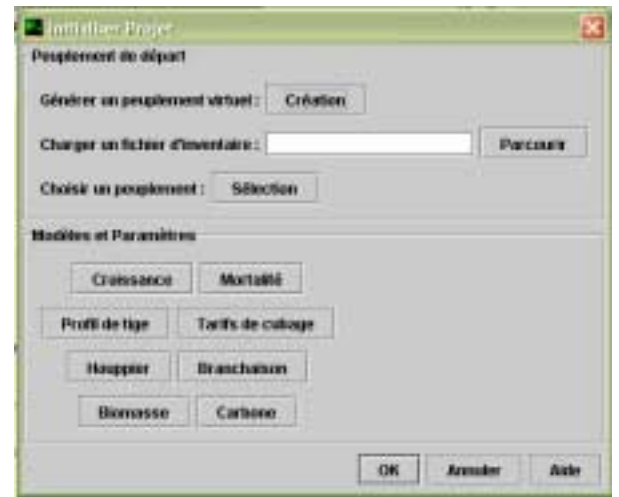 Initialiser Projet
Peuplement de départ
Générer un peuplement virtuel : Création
Charger un fichier d'inventaire : Parcourir
Choisir un peuplement : Sélection
Modèles et Paramètres
Croissance Mortalité
Profil de tige Tarifs de cubage
Houppier Branchaison
Biomasse Carbone
OK Annuler Aide